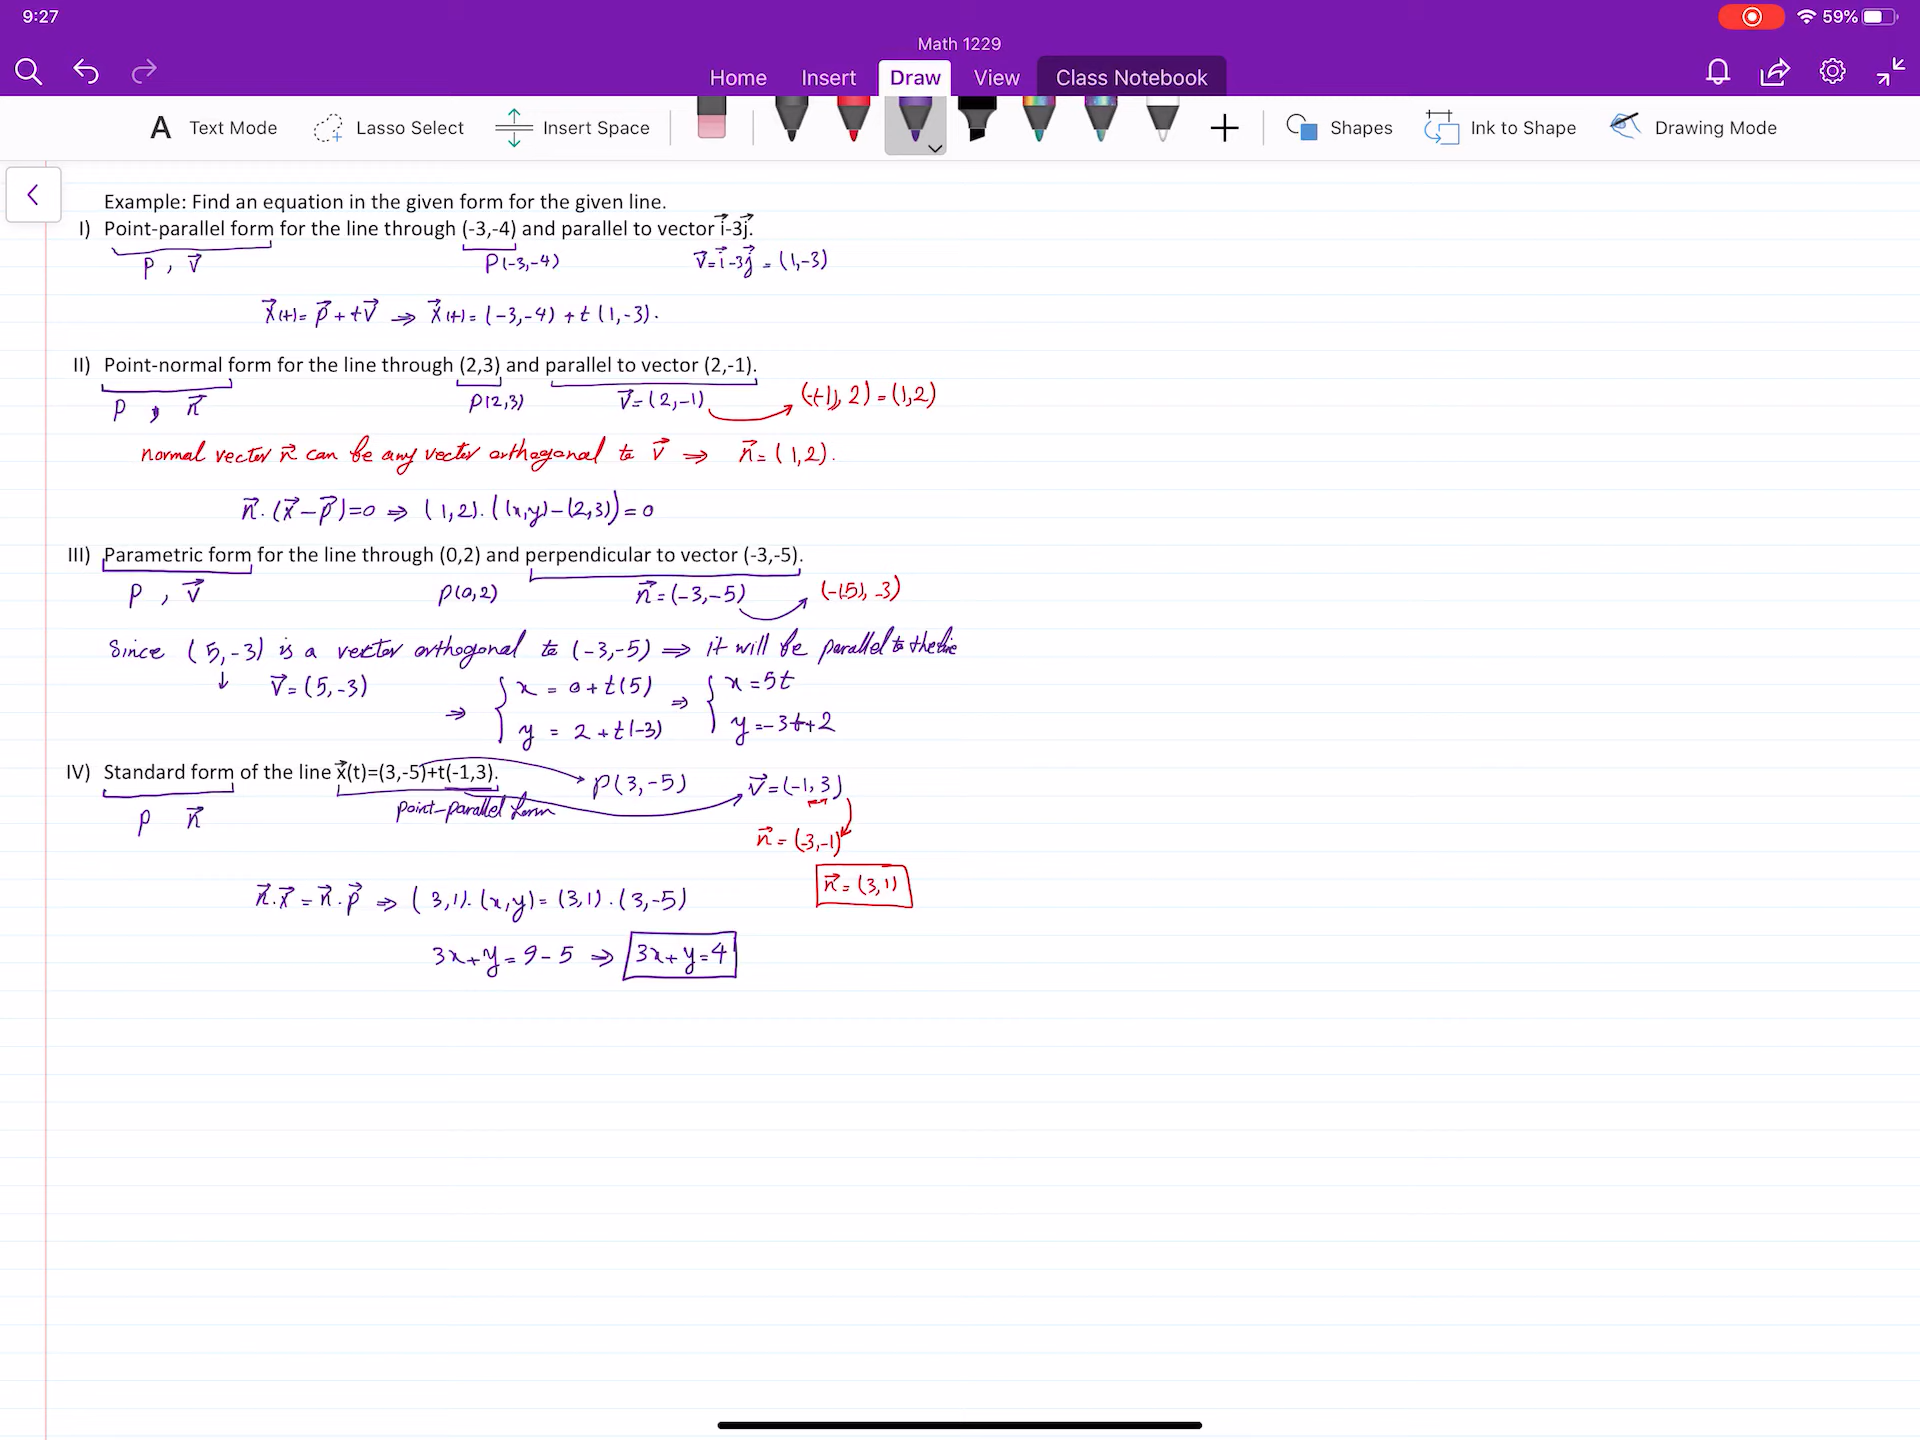 9:27
59%
Math 1229
Home Insert Draw View Class Notebook
Text Mode Lasso Select Insert Space Shapes Ink to Shape Drawing Mode
Example: Find an equation in the given form for the given line.
I) Point-parallel form for the line through (-3,-4) and parallel to vector i⃗-3j⃗.
P, v⃗ P(-3,-4) v⃗=i⃗-3j⃗ = (1,-3)
x⃗(t)= p⃗ + tv⃗ ⇒ x⃗(t) = (-3,-4) + t(1,-3).
II) Point-normal form for the line through (2,3) and parallel to vector (2,-1).
P, n⃗ P(2,3) v⃗=(2,-1) (-(-1), 2) = (1,2)
normal vector n⃗ can be any vector orthogonal to v⃗ ⇒ n⃗=(1,2).
n⃗.(x⃗-p⃗)=0 ⇒ (1,2).((x,y)-(2,3))=0
III) Parametric form for the line through (0,2) and perpendicular to vector (-3,-5).
P, v⃗ P(0,2) n⃗=(-3,-5) (-(-5), -3)
Since (5,-3) is a vector orthogonal to (-3,-5) ⇒ it will be parallel to the line
↓ v⃗=(5,-3) ⇒ { x = 0+t(5) ⇒ { x=5t
y = 2+t(-3) y=-3t+2
IV) Standard form of the line x⃗(t)=(3,-5)+t(-1,3).
P(3,-5) v⃗=(-1,3)
P n⃗ point-parallel form
n⃗=(-3,-1)
n⃗=(3,1)
n⃗.x⃗ = n⃗.p⃗ ⇒ (3,1).(x,y)=(3,1).(3,-5)
3x+y=9-5 ⇒ 3x+y=4